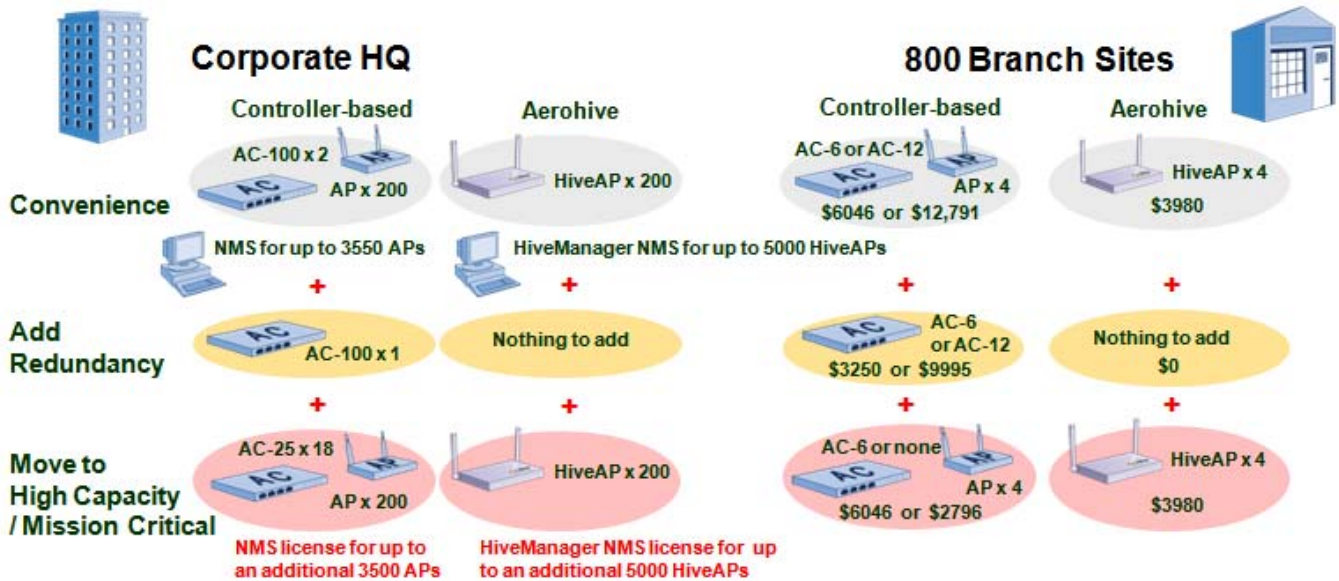 Corporate HQ
800 Branch Sites
Controller-based
Aerohive
Controller-based
Aerohive
Convenience
AC-100 x 2
AP
AC
AP x 200
HiveAP x 200
AC-6 or AC-12
AP
AC
AP x 4
$6046 or $12,791
HiveAP x 4
$3980
NMS for up to 3550 APs
HiveManager NMS for up to 5000 HiveAPs
+
+
+
+
Add
Redundancy
AC
AC-100 x 1
Nothing to add
AC
AC-6
or AC-12
$3250 or $9995
Nothing to add
$0
+
+
+
+
Move to
High Capacity
/ Mission Critical
AC-25 x 18
AP
AC
AP x 200
HiveAP x 200
AC-6 or none
AP
AC
AP x 4
$6046 or $2796
HiveAP x 4
$3980
NMS license for up to
an additional 3500 APs
HiveManager NMS license for up
to an additional 5000 HiveAPs